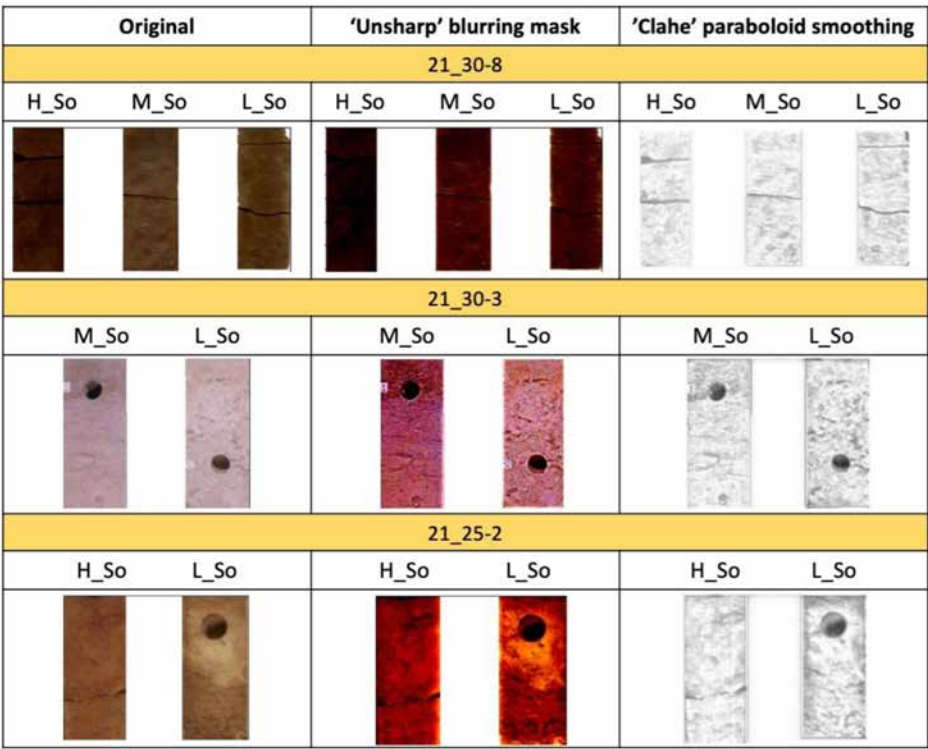 Original 'Unsharp' blurring mask 'Clahe' paraboloid smoothing
21_30-8
H_So M_So L_So H_So M_So L_So H_So M_So L_So
21_30-3
M_So L_So M_So L_So M_So L_So
21_25-2
H_So L_So H_So L_So H_So L_So